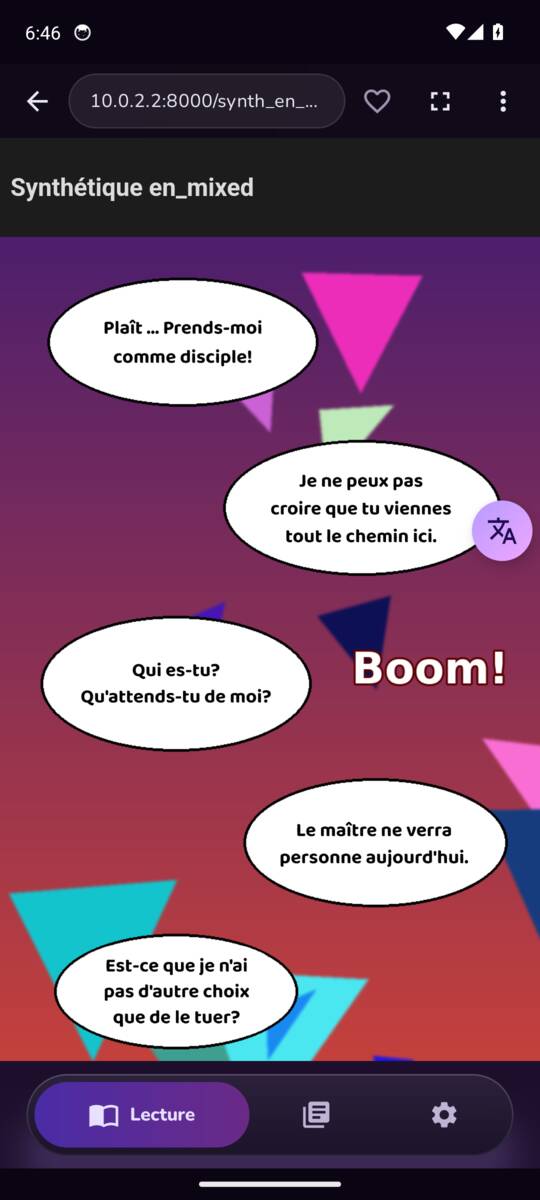 6:46
10.0.2.2:8000/synth_en_...
Synthétique en_mixed
Plaît ... Prends-moi
comme disciple!
Je ne peux pas
croire que tu viennes
tout le chemin ici.
Qui es-tu?
Qu'attends-tu de moi?
Boom!
Le maître ne verra
personne aujourd'hui.
Est-ce que je n'ai
pas d'autre choix
que de le tuer?
Lecture